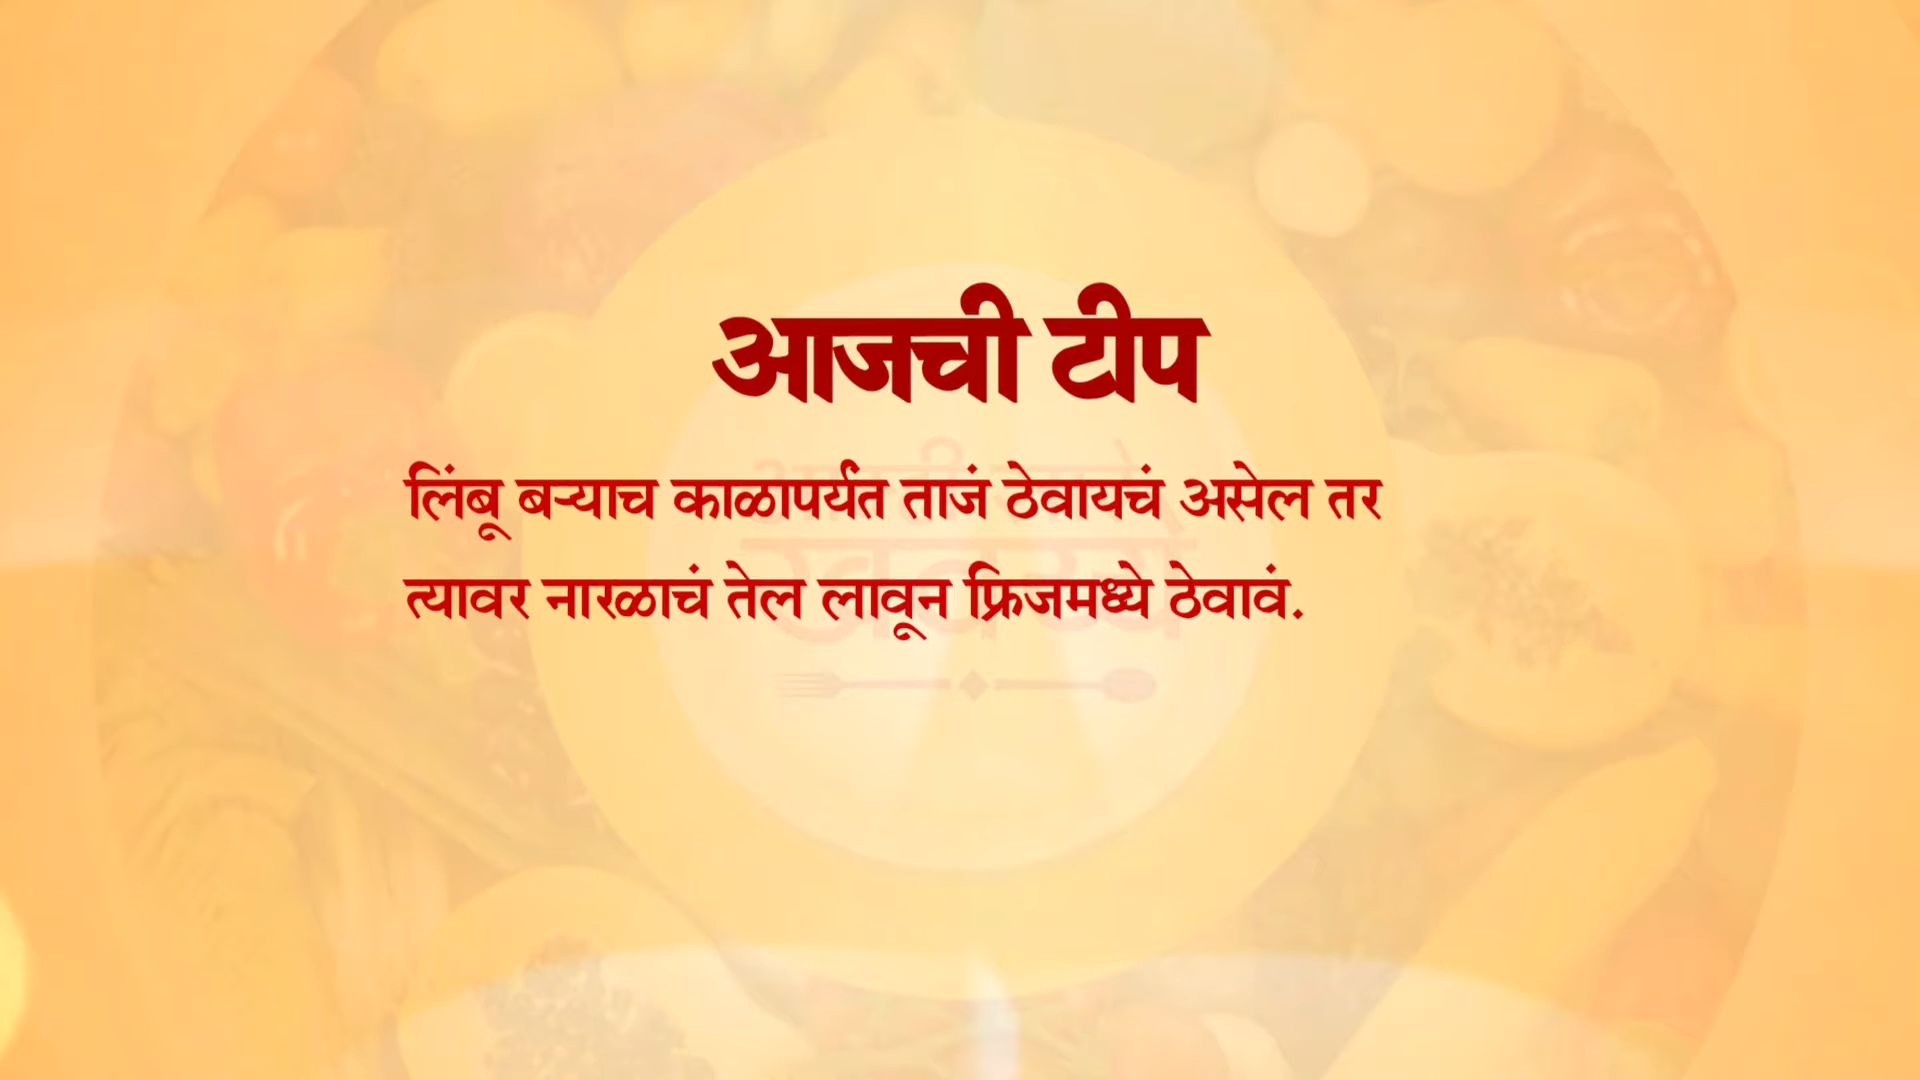 आजची टीप
लिंबू बऱ्याच काळापर्यंत ताजं ठेवायचं असेल तर
त्यावर नारळाचं तेल लावून फ्रिजमध्ये ठेवावं.